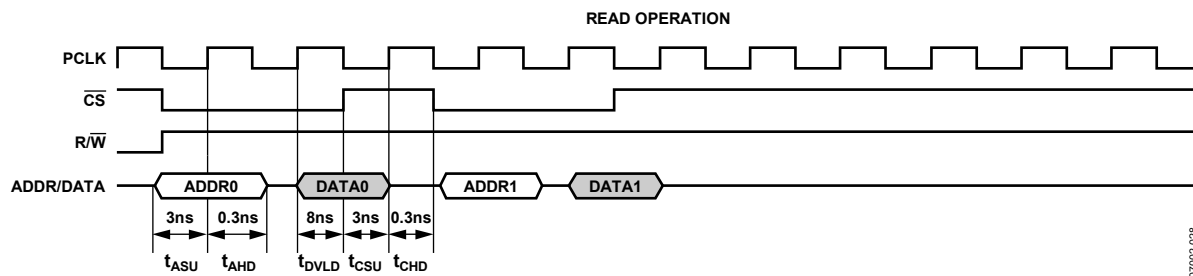 READ OPERATION
PCLK
CS
R/W
ADDR/DATA
ADDR0 DATA0 ADDR1 DATA1
3ns 0.3ns 8ns 3ns 0.3ns
tASU tAHD tDVLD tCSU tCHD